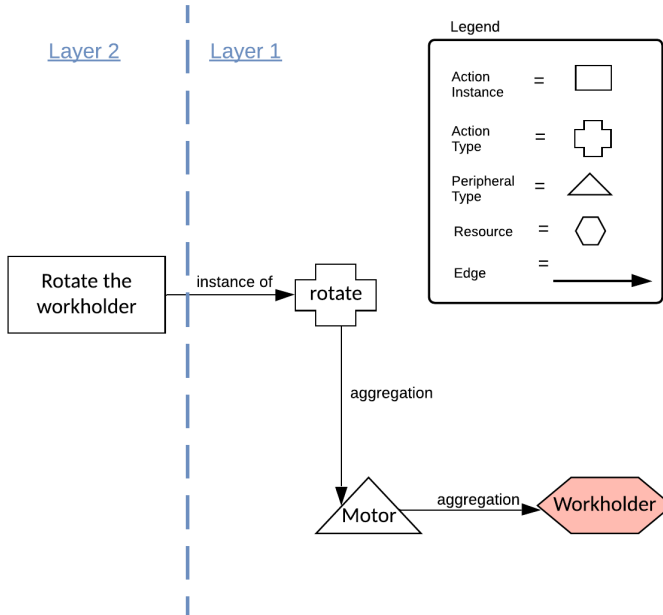 Legend
Layer 2
Layer 1
Action
Instance
=
Action
Type
=
Peripheral
Type
=
Resource
=
Edge
=
Rotate the
workholder
instance of
rotate
aggregation
Motor
aggregation
Workholder